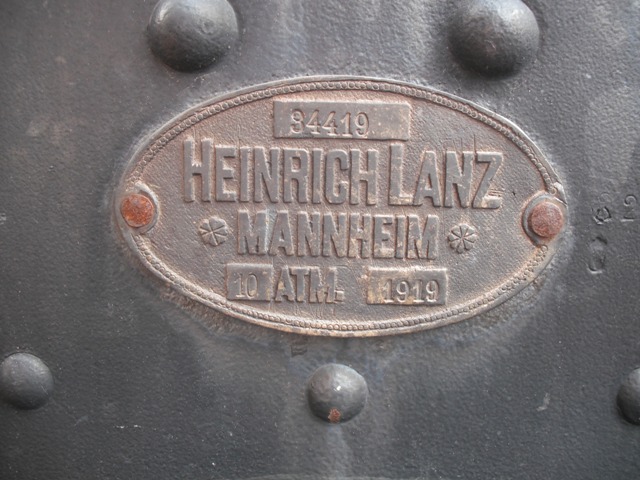 34419
HEINRICH LANZ
MANNHEIM
10 ATM. 1919